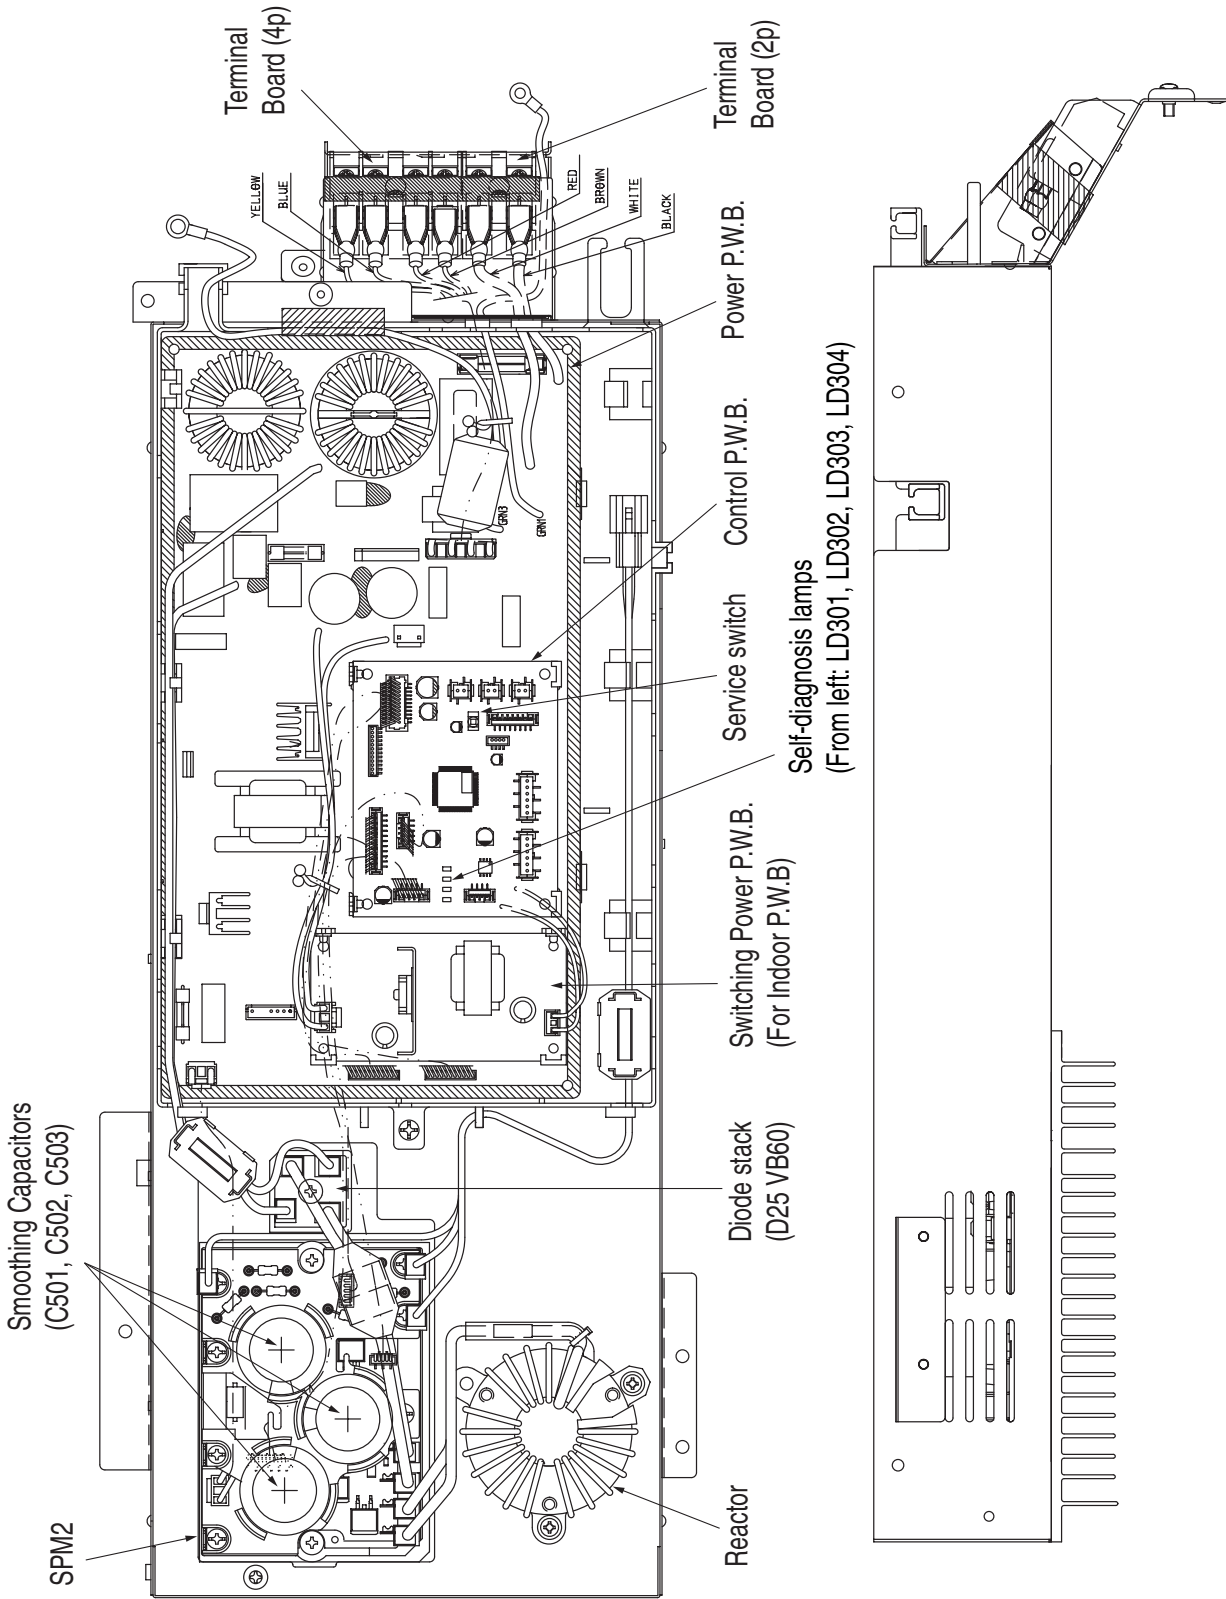 Smoothing Capacitors
(C501, C502, C503)
SPM2
Terminal
Board (4p)
Terminal
Board (2p)
YELLOW
BLUE
RED
BROWN
WHITE
BLACK
GRN3
GRN1
Reactor
Diode stack
(D25 VB60)
Switching Power P.W.B.
(For Indoor P.W.B)
Self-diagnosis lamps
(From left: LD301, LD302, LD303, LD304)
Service switch
Control P.W.B.
Power P.W.B.